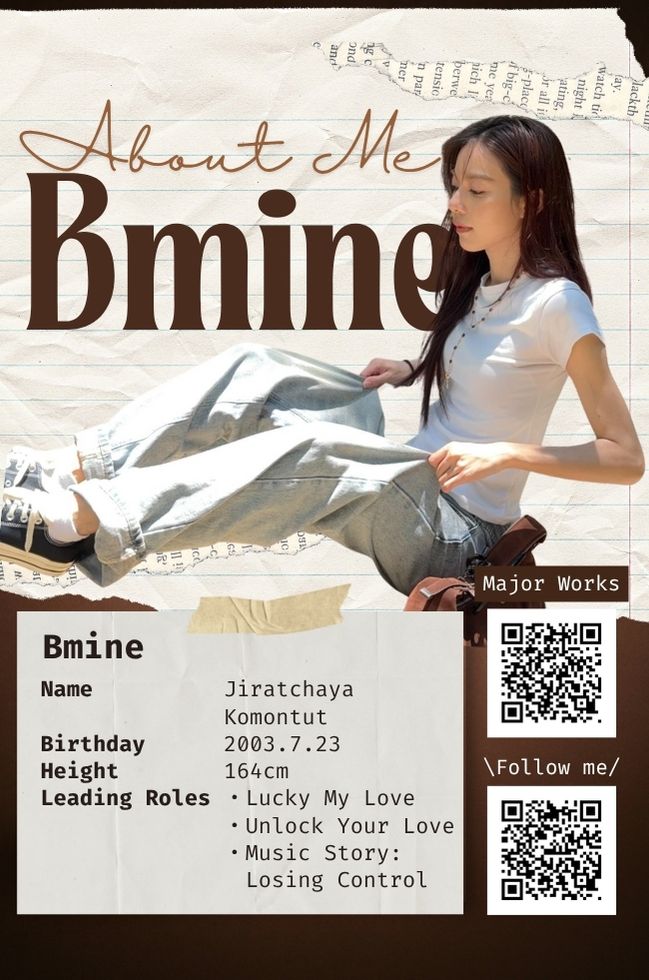 About Me
Bmine
Major Works
Bmine
Name Jiratchaya
Komontut
Birthday 2003.7.23
Height 164cm
Leading Roles ・Lucky My Love
・Unlock Your Love
・Music Story:
Losing Control
\Follow me/